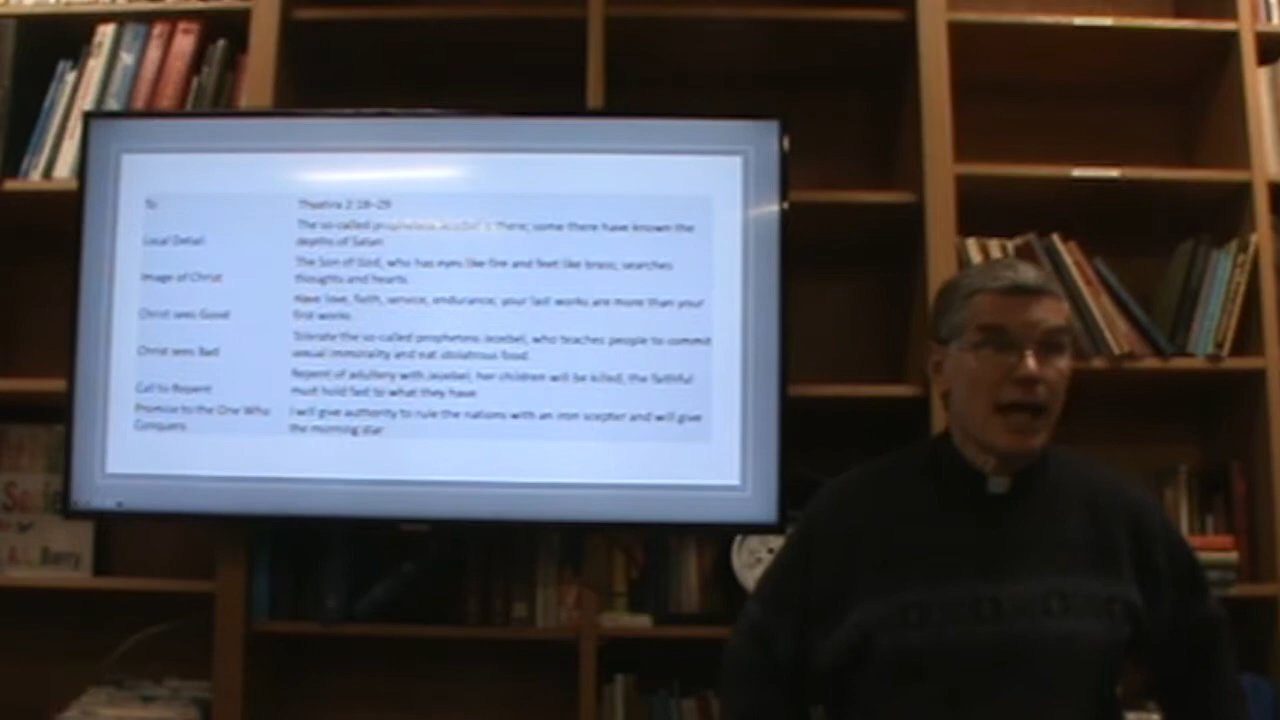 To Thyatira 2:18–29
The so-called prophetess Jezebel is there; some there have known the
Local Detail depths of Satan
The Son of God, who has eyes like fire and feet like brass, searches
Image of Christ thoughts and hearts
Have love, faith, service, endurance; your last works are more than your
Christ sees Good first works
Tolerate the so-called prophetess Jezebel, who teaches people to commit
Christ sees Bad sexual immorality and eat idolatrous food.
Repent of adultery with Jezebel; her children will be killed; the faithful
Call to Repent must hold fast to what they have
Promise to the One Who I will give authority to rule the nations with an iron scepter and will give
Conquers the morning star
Barry